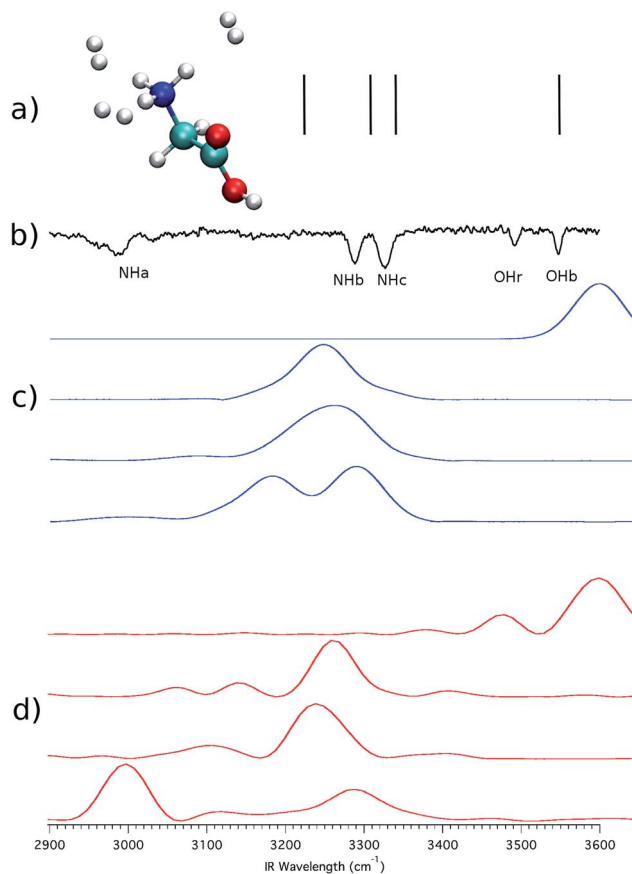 a)
b)
NHa
NHb
NHc
OHr
OHb
c)
d)
2900 3000 3100 3200 3300 3400 3500 3600
IR Wavelength (cm-1)